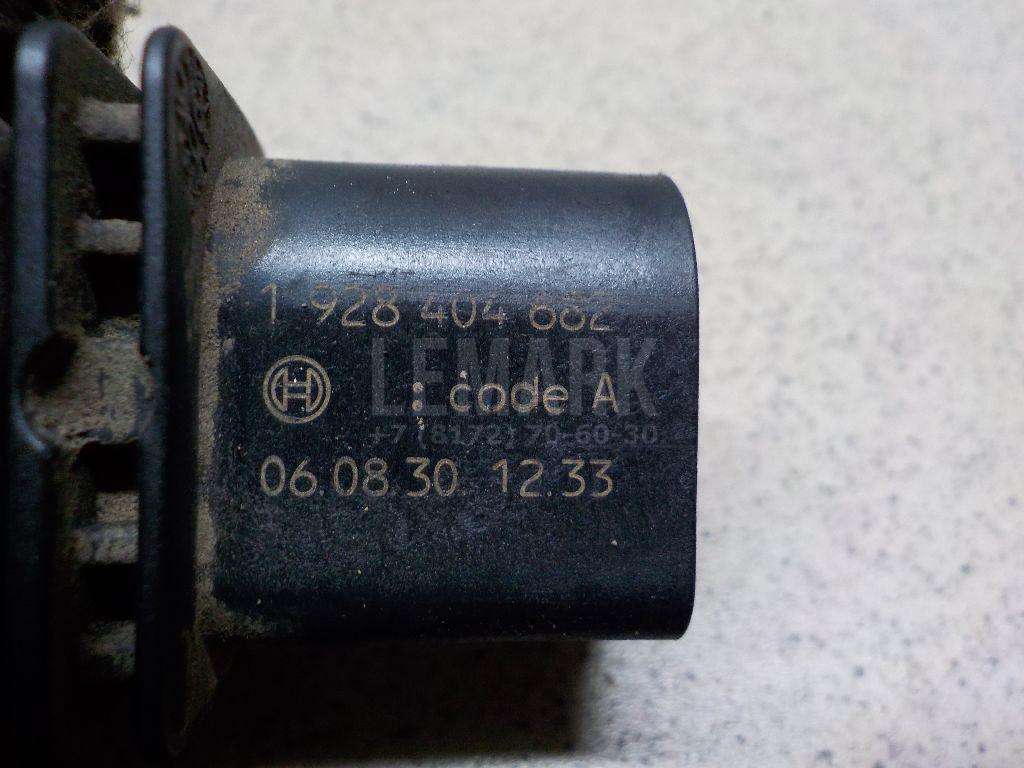 1 928 404 682
LEMARK
: code A
+7 (8172) 70-60-30
06.08.30. 12.33